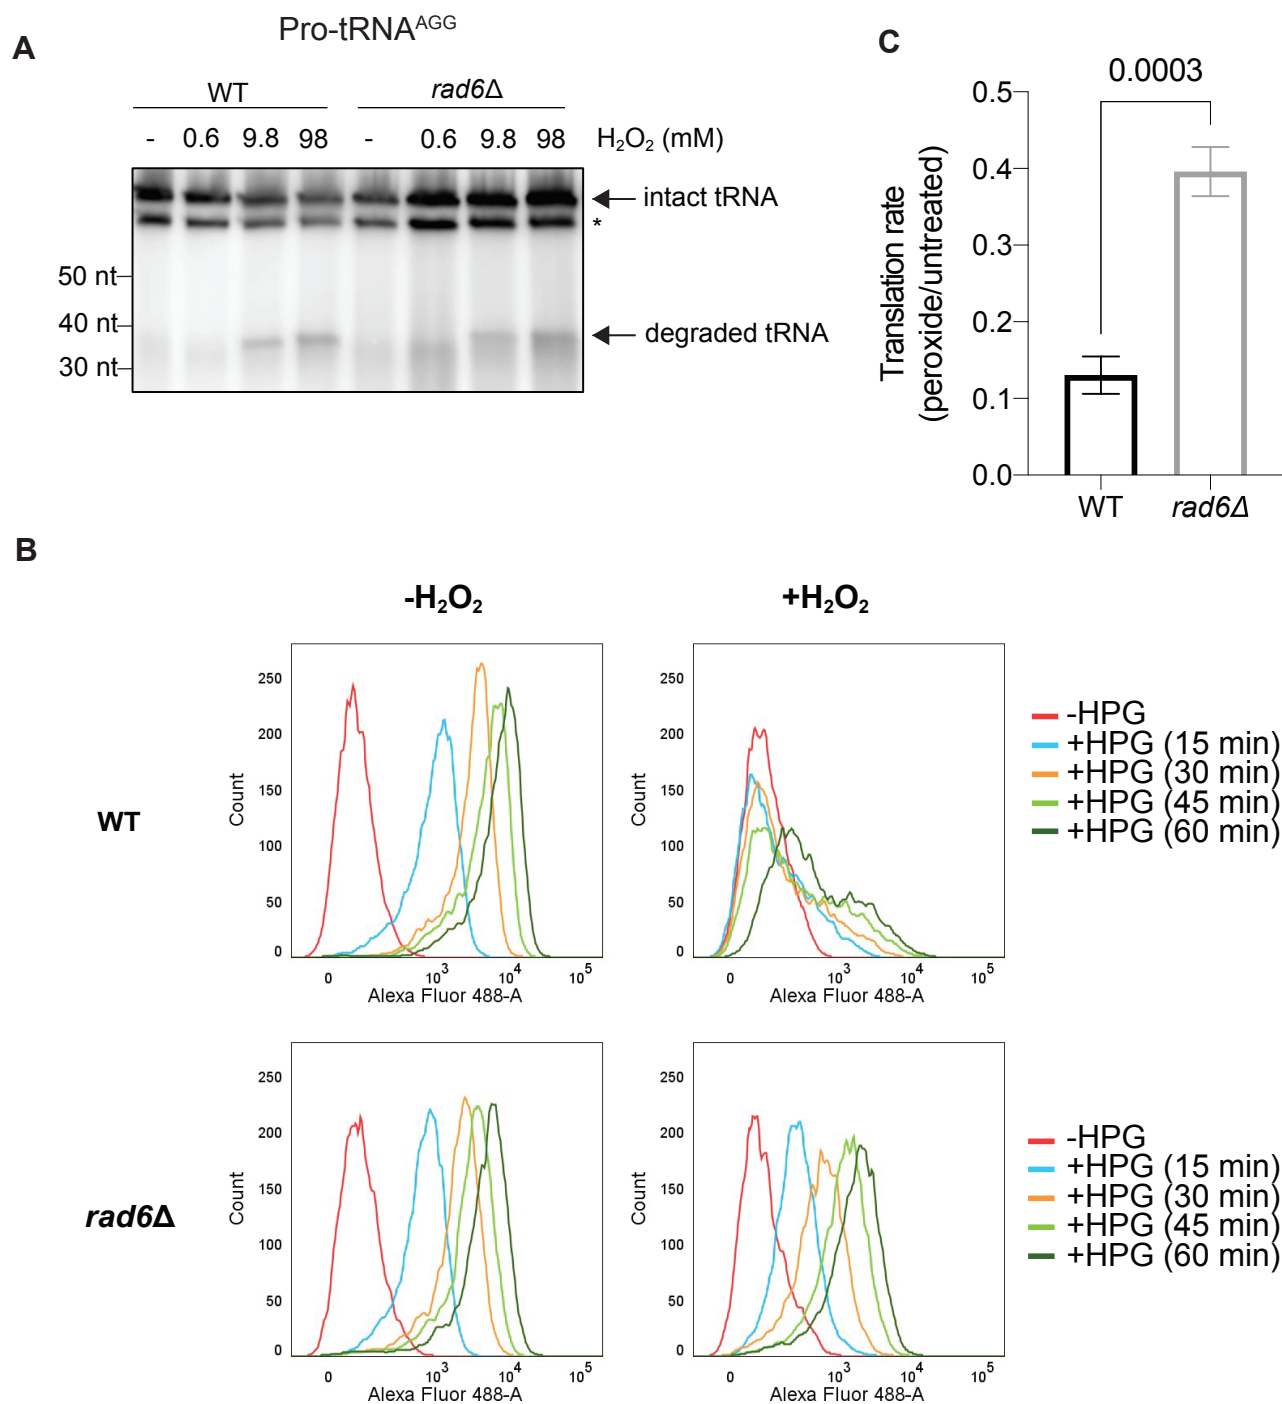 A
Pro-tRNA^AGG
WT rad6Δ
- 0.6 9.8 98 - 0.6 9.8 98 H₂O₂ (mM)
intact tRNA
*
50 nt
40 nt
degraded tRNA
30 nt
C
0.0003
0.5
0.4
0.3
0.2
0.1
0.0
Translation rate
(peroxide/untreated)
WT rad6Δ
B
-H₂O₂ +H₂O₂
WT
250
200
150
100
50
0
Count
0 10³ 10⁴ 10⁵
Alexa Fluor 488-A
250
200
150
100
50
0
Count
0 10³ 10⁴ 10⁵
Alexa Fluor 488-A
-HPG
+HPG (15 min)
+HPG (30 min)
+HPG (45 min)
+HPG (60 min)
rad6Δ
250
200
150
100
50
0
Count
0 10³ 10⁴ 10⁵
Alexa Fluor 488-A
250
200
150
100
50
0
Count
0 10³ 10⁴ 10⁵
Alexa Fluor 488-A
-HPG
+HPG (15 min)
+HPG (30 min)
+HPG (45 min)
+HPG (60 min)